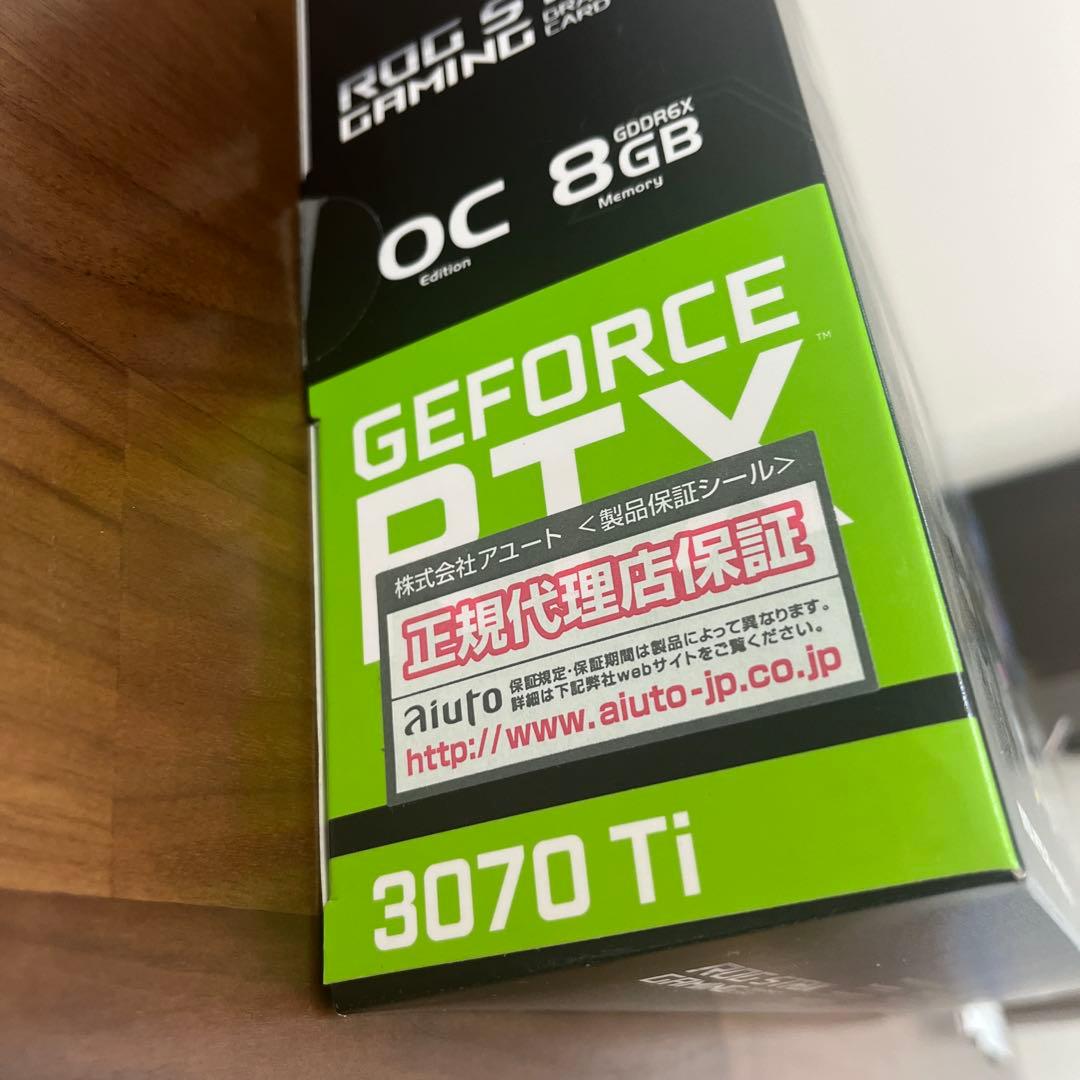 ROG S
GAMING
CARD
OC
Edition
8GB
GDDR6X
Memory
GEFORCE
RTX™
株式会社アユート <製品保証シール>
正規代理店保証
aiuto
保証規定・保証期間は製品によって異なります。
詳細は下記弊社webサイトをご覧ください。
http://www.aiuto-jp.co.jp
3070 Ti
GAMING